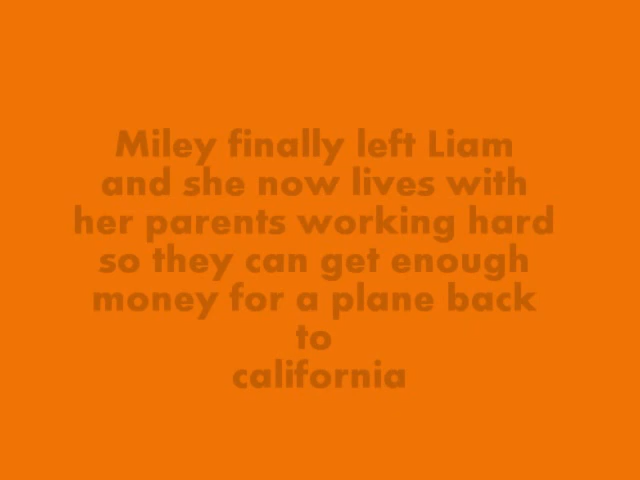 Miley finally left Liam
and she now lives with
her parents working hard
so they can get enough
money for a plane back
to
california